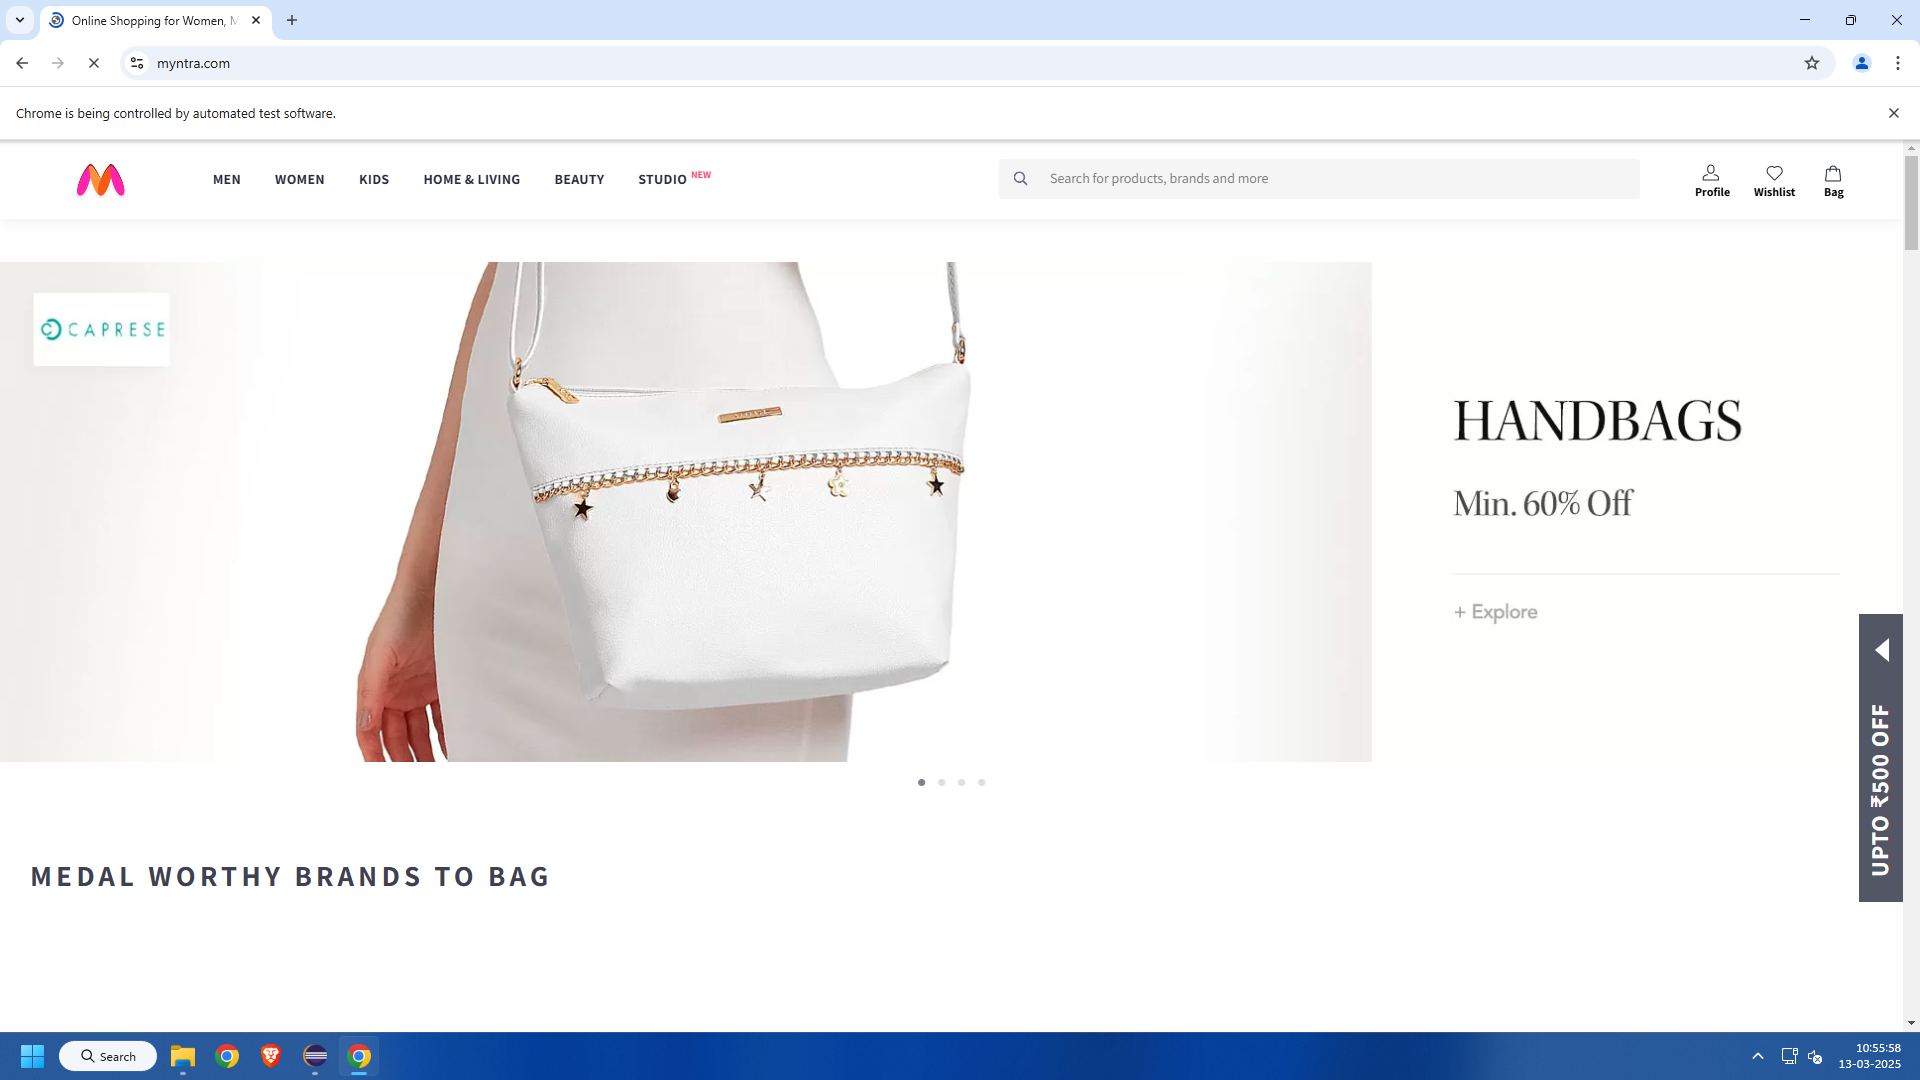 Online Shopping for Women, M
myntra.com
Chrome is being controlled by automated test software.
MEN WOMEN KIDS HOME & LIVING BEAUTY STUDIO NEW
Search for products, brands and more
Profile Wishlist Bag
CAPRESE
HANDBAGS
Min. 60% Off
+ Explore
UPTO ₹500 OFF
MEDAL WORTHY BRANDS TO BAG
Search
10:55:58
13-03-2025